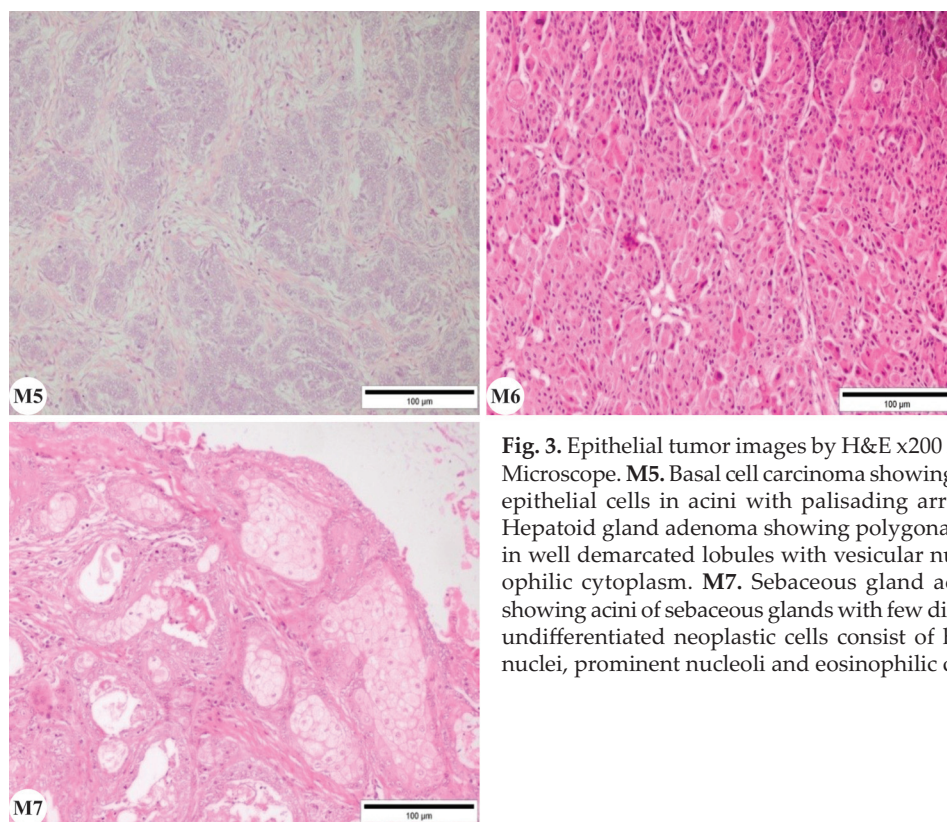 M5
100 µm
M6
100 µm
Fig. 3. Epithelial tumor images by H&E x200
Microscope. M5. Basal cell carcinoma showing
epithelial cells in acini with palisading arr
Hepatoid gland adenoma showing polygona
in well demarcated lobules with vesicular nu
ophilic cytoplasm. M7. Sebaceous gland
showing acini of sebaceous glands with few di
undifferentiated neoplastic cells consist of
nuclei, prominent nucleoli and eosinophilic
M7
100 µm